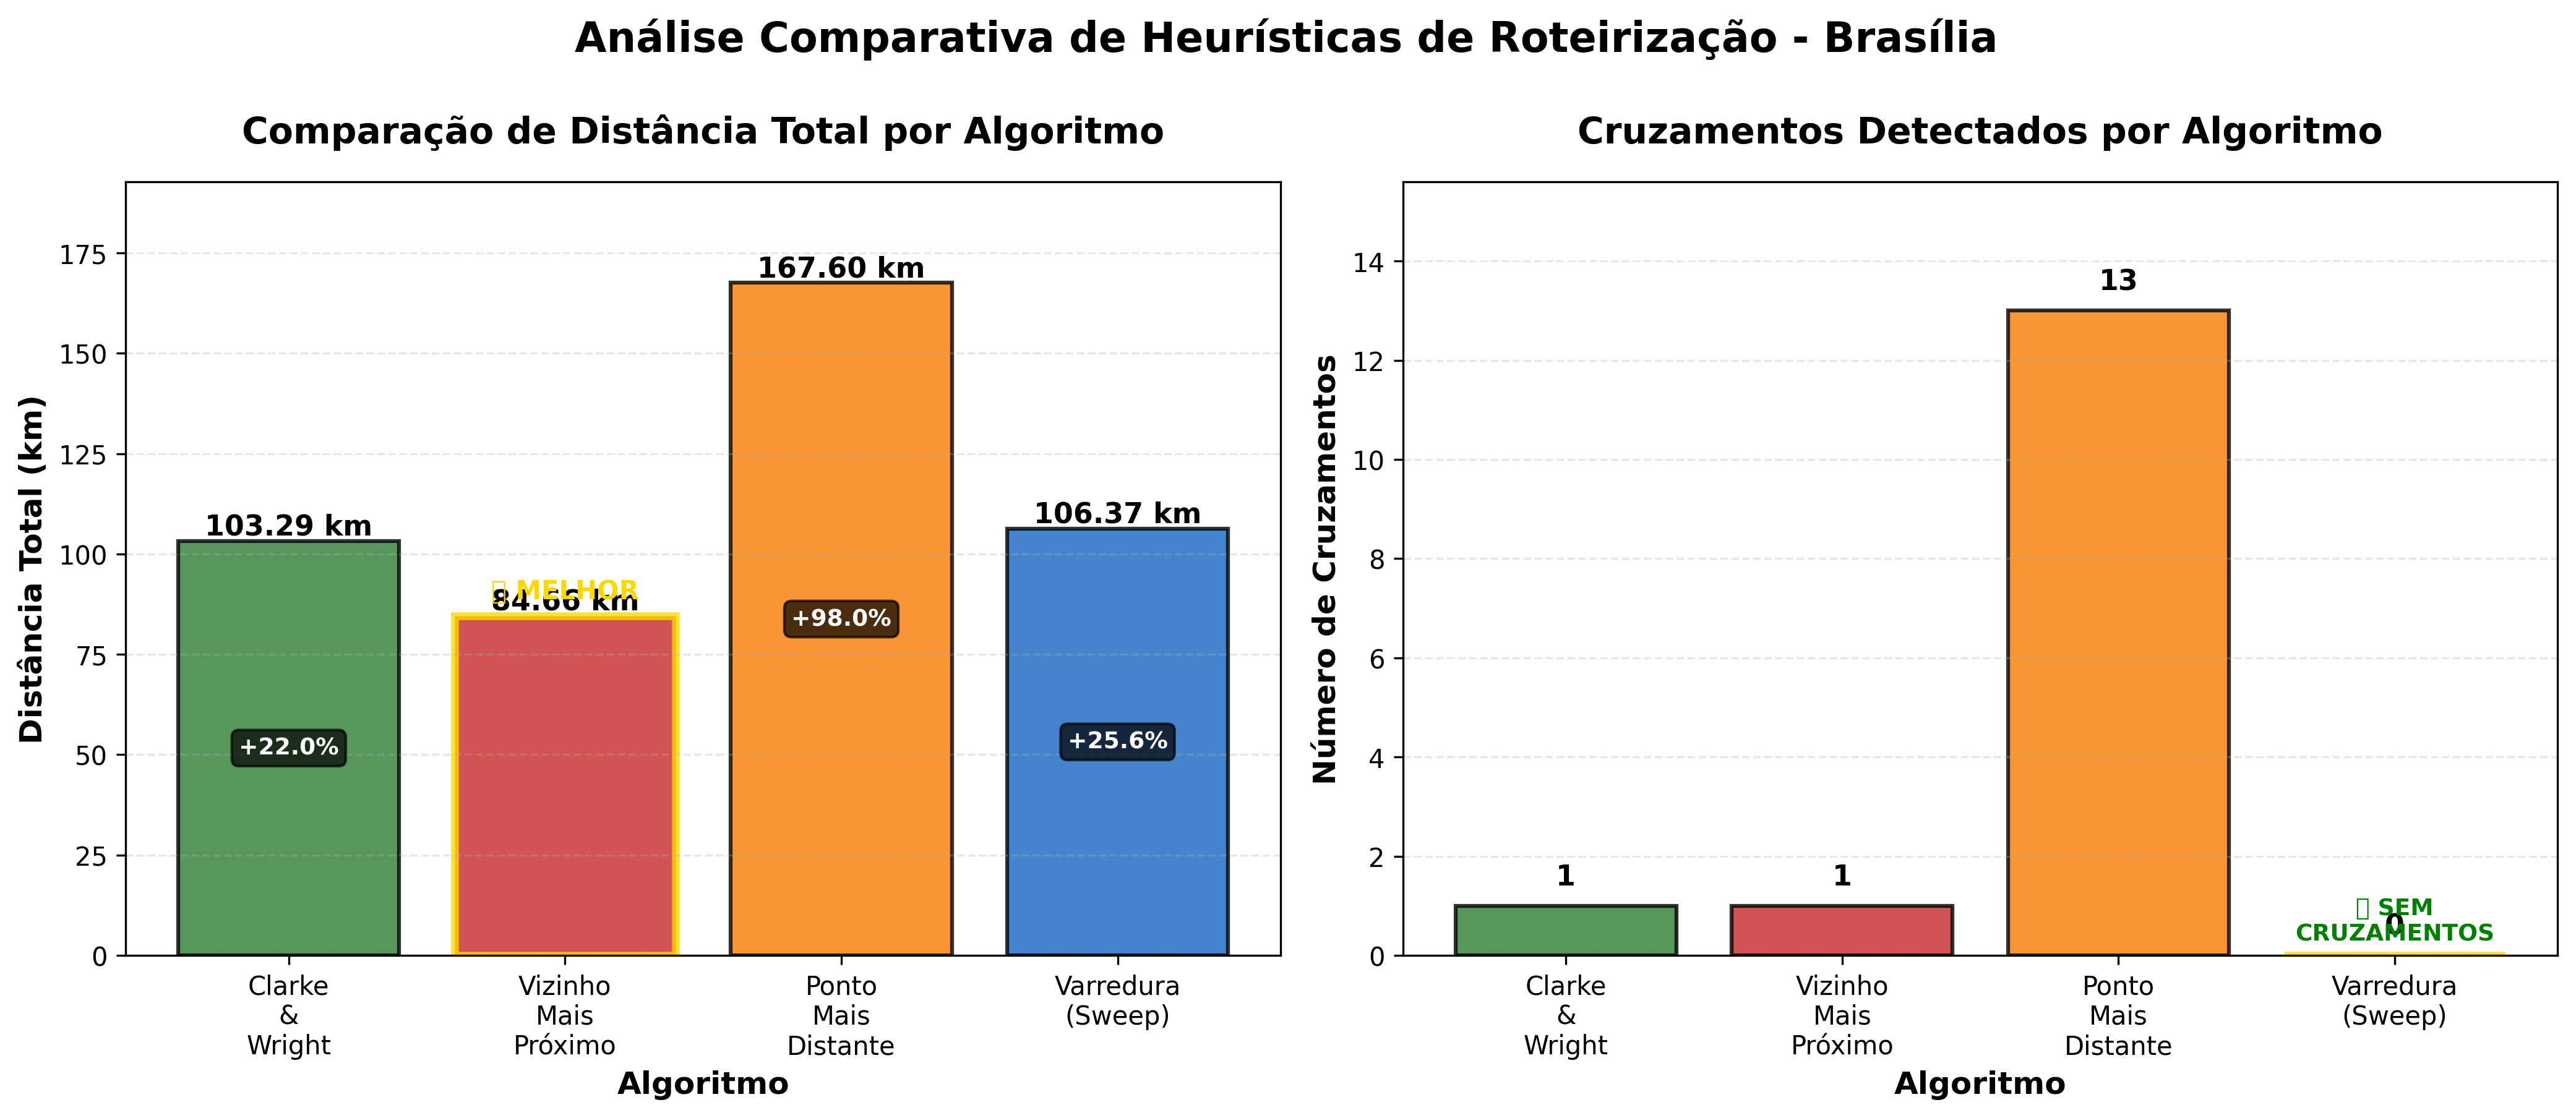 Análise Comparativa de Heurísticas de Roteirização - Brasília
Comparação de Distância Total por Algoritmo
Distância Total (km)
175
150
125
100
75
50
25
0
103.29 km
MELHOR
84.66 km
167.60 km
106.37 km
+22.0%
+98.0%
+25.6%
Clarke
&
Wright
Vizinho
Mais
Próximo
Ponto
Mais
Distante
Varredura
(Sweep)
Algoritmo
Cruzamentos Detectados por Algoritmo
Número de Cruzamentos
14
12
10
8
6
4
2
0
1
1
13
SEM
0
CRUZAMENTOS
Clarke
&
Wright
Vizinho
Mais
Próximo
Ponto
Mais
Distante
Varredura
(Sweep)
Algoritmo